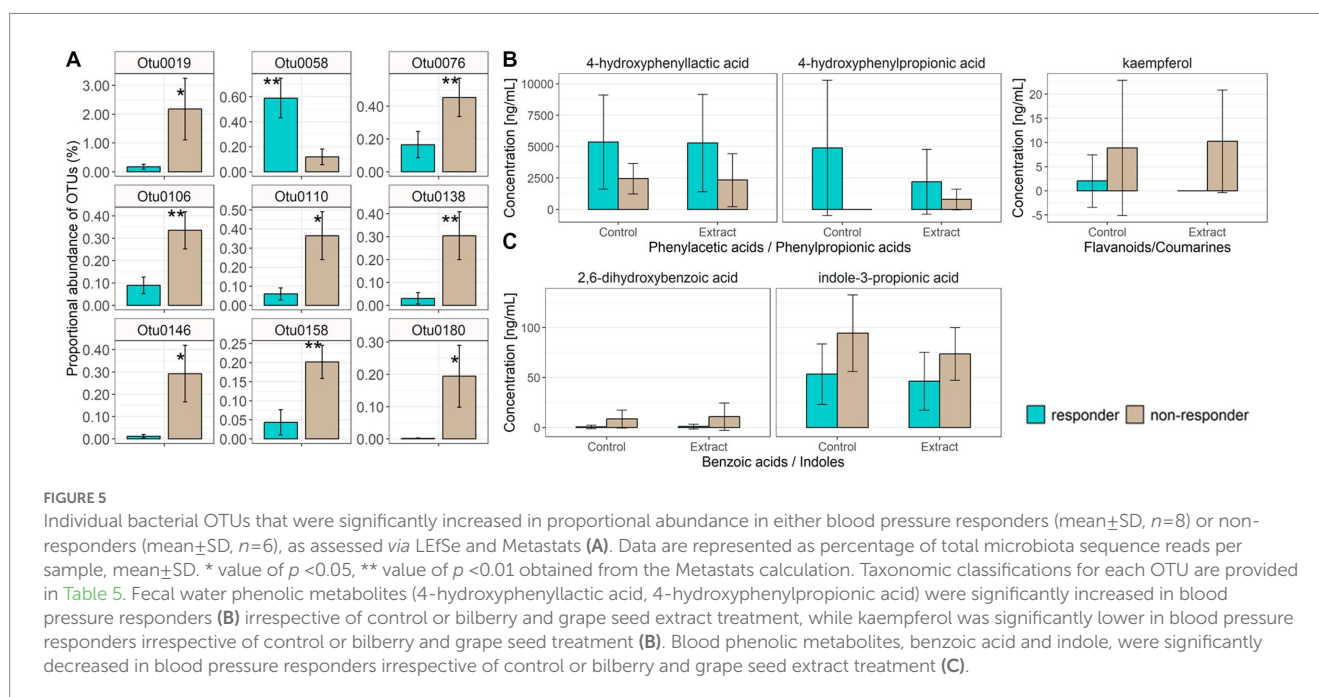 A
Otu0019 Otu0058 Otu0076
Proportional abundance of OTUs (%)
3.00
2.00
1.00
0.00
*
0.60
0.40
0.20
0.00
**
0.40
0.20
0.00
**
Otu0106 Otu0110 Otu0138
0.40
0.30
0.20
0.10
0.00
**
0.50
0.40
0.30
0.20
0.10
0.00
*
0.40
0.30
0.20
0.10
0.00
**
Otu0146 Otu0158 Otu0180
0.40
0.30
0.20
0.10
0.00
*
0.25
0.20
0.15
0.10
0.05
0.00
**
0.30
0.20
0.10
0.00
*
B
4-hydroxyphenyllactic acid 4-hydroxyphenylpropionic acid
Concentration [ng/mL]
10000
7500
5000
2500
0
Control Extract Control Extract
Phenylacetic acids / Phenylpropionic acids
kaempferol
Concentration [ng/mL]
25
20
15
10
5
0
-5
Control Extract
Flavanoids/Coumarines
C
2,6-dihydroxybenzoic acid indole-3-propionic acid
Concentration [ng/mL]
100
50
0
Control Extract Control Extract
Benzoic acids / Indoles
responder non-responder
FIGURE 5
Individual bacterial OTUs that were significantly increased in proportional abundance in either blood pressure responders (mean±SD, n=8) or non-
responders (mean±SD, n=6), as assessed via LEfSe and Metastats (A). Data are represented as percentage of total microbiota sequence reads per
sample, mean±SD. * value of p <0.05, ** value of p <0.01 obtained from the Metastats calculation. Taxonomic classifications for each OTU are provided
in Table 5. Fecal water phenolic metabolites (4-hydroxyphenyllactic acid, 4-hydroxyphenylpropionic acid) were significantly increased in blood
pressure responders (B) irrespective of control or bilberry and grape seed extract treatment, while kaempferol was significantly lower in blood pressure
responders irrespective of control or bilberry and grape seed treatment (B). Blood phenolic metabolites, benzoic acid and indole, were significantly
decreased in blood pressure responders irrespective of control or bilberry and grape seed extract treatment (C).